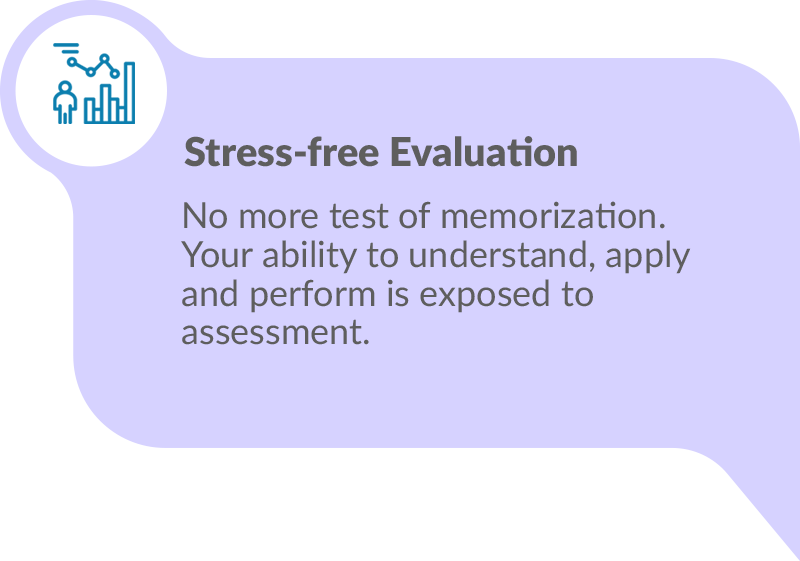 Stress-free Evaluation
No more test of memorization.
Your ability to understand, apply
and perform is exposed to
assessment.